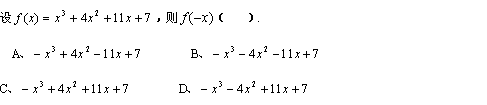 设 f(x) = x³ + 4x² + 11x + 7，则 f(−x)（　　）.
A、− x³ + 4x² − 11x + 7　　B、− x³ − 4x² − 11x + 7
C、− x³ + 4x² + 11x + 7　　D、− x³ − 4x² + 11x + 7